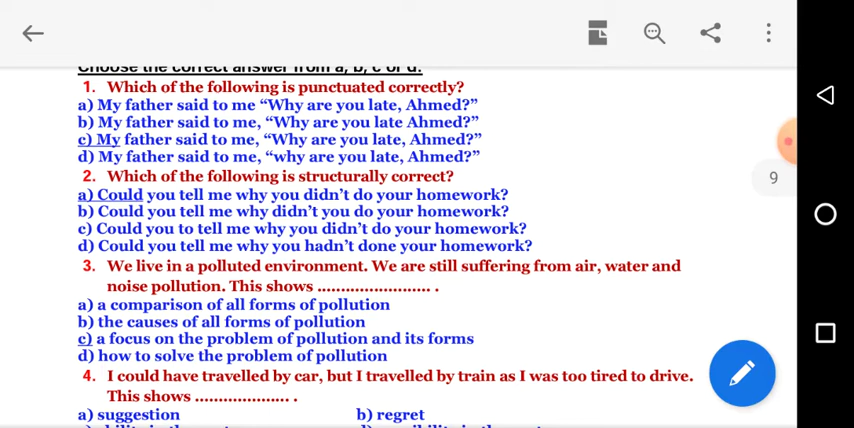 Choose the correct answer from a, b, c or d:
1. Which of the following is punctuated correctly?
a) My father said to me “Why are you late, Ahmed?”
b) My father said to me, “Why are you late Ahmed?”
c) My father said to me, “Why are you late, Ahmed?”
d) My father said to me, “why are you late, Ahmed?”
2. Which of the following is structurally correct?
a) Could you tell me why you didn’t do your homework?
b) Could you tell me why didn’t you do your homework?
c) Could you to tell me why you didn’t do your homework?
d) Could you tell me why you hadn’t done your homework?
3. We live in a polluted environment. We are still suffering from air, water and
noise pollution. This shows ........................... .
a) a comparison of all forms of pollution
b) the causes of all forms of pollution
c) a focus on the problem of pollution and its forms
d) how to solve the problem of pollution
4. I could have travelled by car, but I travelled by train as I was too tired to drive.
This shows ...................... .
a) suggestion b) regret
9